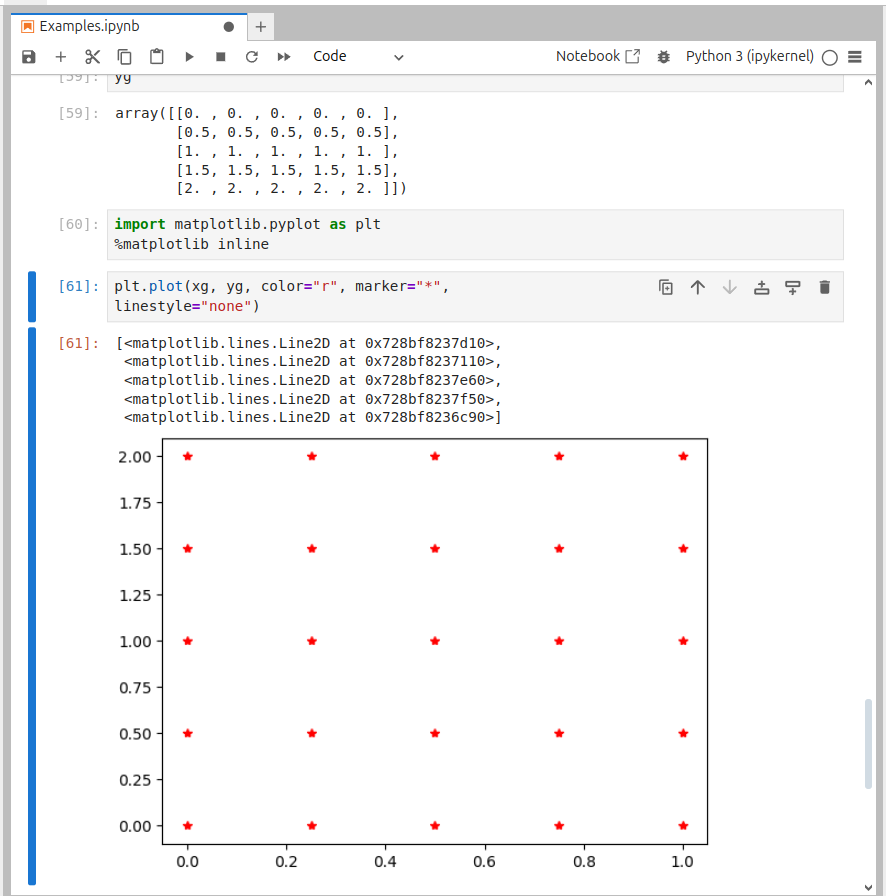 Examples.ipynb
Code
Notebook
Python 3 (ipykernel)
[59]: yg
[59]: array([[0. , 0. , 0. , 0. , 0. ],
[0.5, 0.5, 0.5, 0.5, 0.5],
[1. , 1. , 1. , 1. , 1. ],
[1.5, 1.5, 1.5, 1.5, 1.5],
[2. , 2. , 2. , 2. , 2. ]])
[60]: import matplotlib.pyplot as plt
%matplotlib inline
[61]: plt.plot(xg, yg, color="r", marker="*",
linestyle="none")
[61]: [<matplotlib.lines.Line2D at 0x728bf8237d10>,
<matplotlib.lines.Line2D at 0x728bf8237110>,
<matplotlib.lines.Line2D at 0x728bf8237e60>,
<matplotlib.lines.Line2D at 0x728bf8237f50>,
<matplotlib.lines.Line2D at 0x728bf8236c90>]
2.00
1.75
1.50
1.25
1.00
0.75
0.50
0.25
0.00
0.0 0.2 0.4 0.6 0.8 1.0